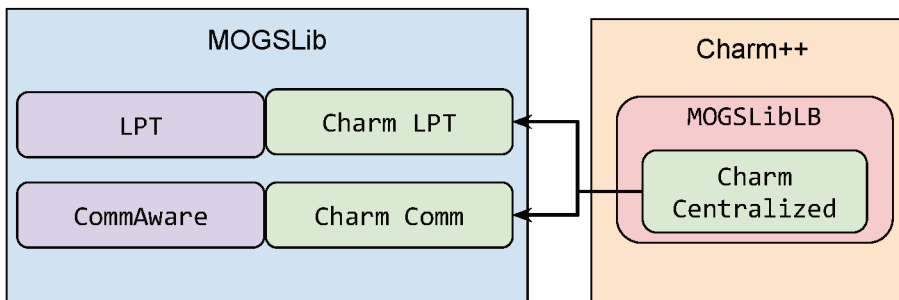 MOGSLib
LPT
Charm LPT
CommAware
Charm Comm
Charm++
MOGSLibLB
Charm
Centralized